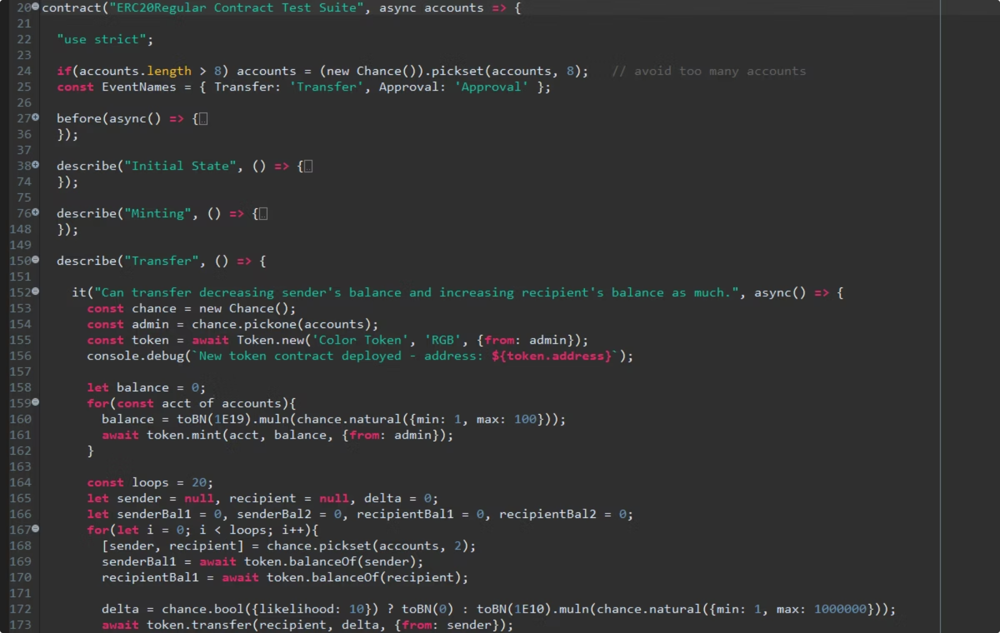 20 contract("ERC20Regular Contract Test Suite", async accounts => {
21
22 "use strict";
23
24 if(accounts.length > 8) accounts = (new Chance()).pickset(accounts, 8); // avoid too many accounts
25 const EventNames = { Transfer: 'Transfer', Approval: 'Approval' };
26
27 before(async() => {
36 });
37
38 describe("Initial State", () => {
74 });
75
76 describe("Minting", () => {
148 });
149
150 describe("Transfer", () => {
151
152 it("Can transfer decreasing sender's balance and increasing recipient's balance as much.", async() => {
153 const chance = new Chance();
154 const admin = chance.pickone(accounts);
155 const token = await Token.new('Color Token', 'RGB', {from: admin});
156 console.debug(`New token contract deployed - address: ${token.address}`);
157
158 let balance = 0;
159 for(const acct of accounts){
160 balance = toBN(1E19).muln(chance.natural({min: 1, max: 100}));
161 await token.mint(acct, balance, {from: admin});
162 }
163
164 const loops = 20;
165 let sender = null, recipient = null, delta = 0;
166 let senderBal1 = 0, senderBal2 = 0, recipientBal1 = 0, recipientBal2 = 0;
167 for(let i = 0; i < loops; i++){
168 [sender, recipient] = chance.pickset(accounts, 2);
169 senderBal1 = await token.balanceOf(sender);
170 recipientBal1 = await token.balanceOf(recipient);
171
172 delta = chance.bool({likelihood: 10}) ? toBN(0) : toBN(1E10).muln(chance.natural({min: 1, max: 1000000}));
173 await token.transfer(recipient, delta, {from: sender});